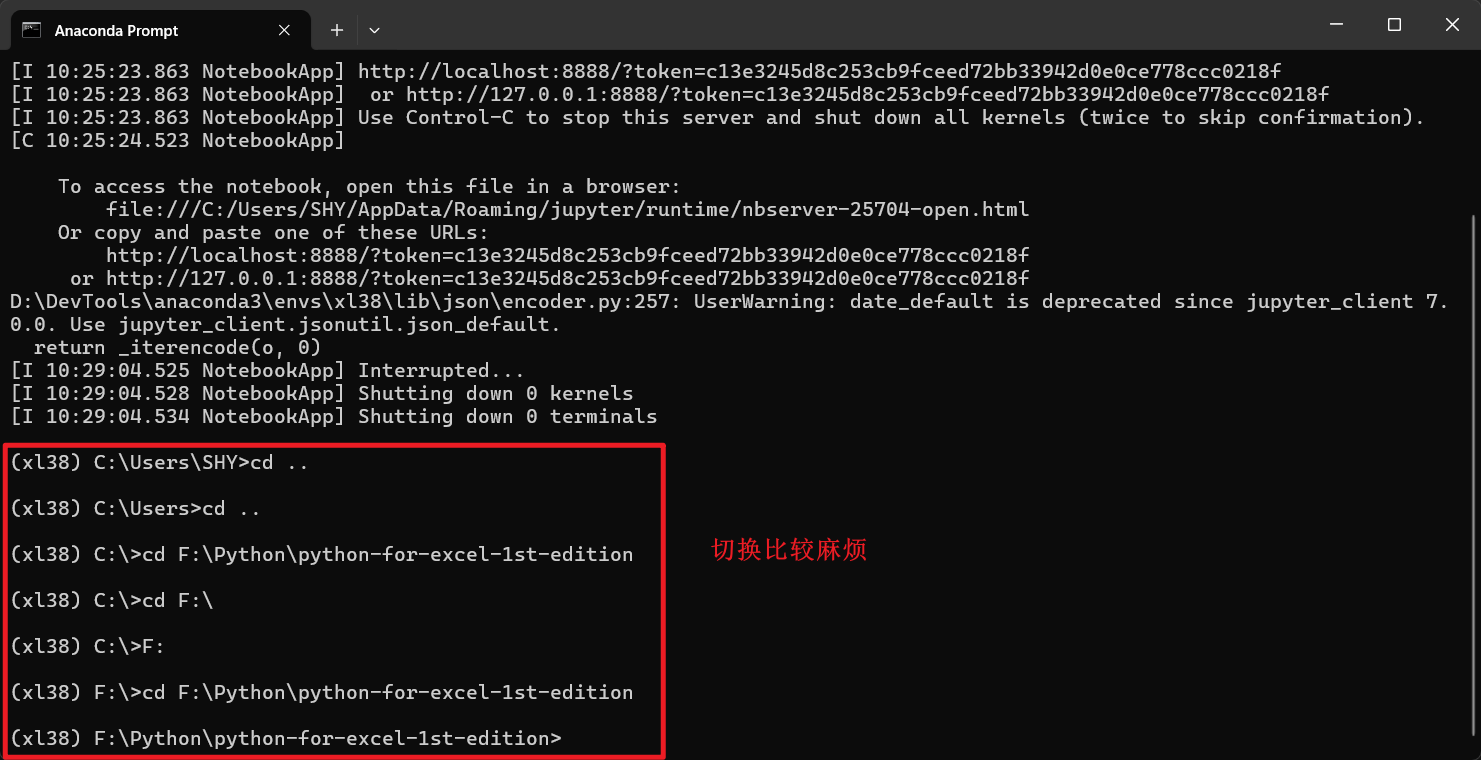 Anaconda Prompt
[I 10:25:23.863 NotebookApp] http://localhost:8888/?token=c13e3245d8c253cb9fceed72bb33942d0e0ce778ccc0218f
[I 10:25:23.863 NotebookApp]  or http://127.0.0.1:8888/?token=c13e3245d8c253cb9fceed72bb33942d0e0ce778ccc0218f
[I 10:25:23.863 NotebookApp] Use Control-C to stop this server and shut down all kernels (twice to skip confirmation).
[C 10:25:24.523 NotebookApp]
    To access the notebook, open this file in a browser:
        file:///C:/Users/SHY/AppData/Roaming/jupyter/runtime/nbserver-25704-open.html
    Or copy and paste one of these URLs:
        http://localhost:8888/?token=c13e3245d8c253cb9fceed72bb33942d0e0ce778ccc0218f
     or http://127.0.0.1:8888/?token=c13e3245d8c253cb9fceed72bb33942d0e0ce778ccc0218f
D:\DevTools\anaconda3\envs\xl38\lib\json\encoder.py:257: UserWarning: date_default is deprecated since jupyter_client 7.
0.0. Use jupyter_client.jsonutil.json_default.
  return _iterencode(o, 0)
[I 10:29:04.525 NotebookApp] Interrupted...
[I 10:29:04.528 NotebookApp] Shutting down 0 kernels
[I 10:29:04.534 NotebookApp] Shutting down 0 terminals
(xl38) C:\Users\SHY>cd ..
(xl38) C:\Users>cd ..
(xl38) C:\>cd F:\Python\python-for-excel-1st-edition
切换比较麻烦
(xl38) C:\>cd F:\
(xl38) C:\>F:
(xl38) F:\>cd F:\Python\python-for-excel-1st-edition
(xl38) F:\Python\python-for-excel-1st-edition>